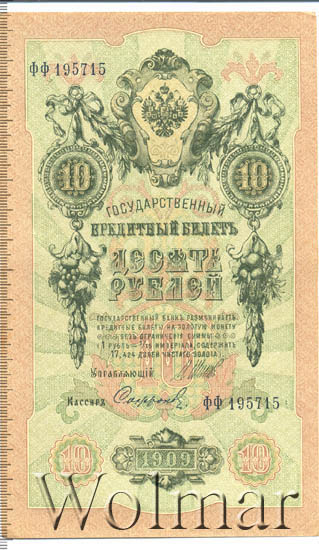 ФФ 195715
10 10
ГОСУДАРСТВЕННЫЙ
КРЕДИТНЫЙ БИЛЕТЪ
ДЕСЯТЬ
РУБЛЕЙ
ГОСУДАРСТВЕННЫЙ БАНКЪ РАЗМѢНИВАЕТЪ
КРЕДИТНЫЕ БИЛЕТЫ НА ЗОЛОТУЮ МОНЕТУ
БЕЗЪ ОГРАНИЧЕНІЯ СУММЫ
(1 РУБЛЬ = 1/15 ИМПЕРІАЛА, СОДЕРЖИТЪ
17,424 ДОЛЕЙ ЧИСТАГО ЗОЛОТА).
Управляющій
Кассиръ ФФ 195715
10 1909 10
Wolmar